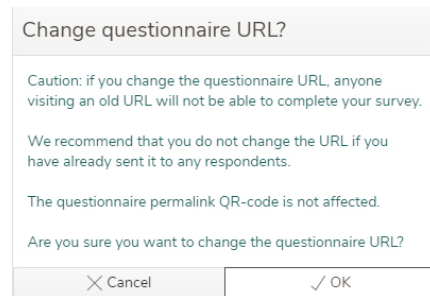 Change questionnaire URL?
Caution: if you change the questionnaire URL, anyone
visiting an old URL will not be able to complete your survey.
We recommend that you do not change the URL if you
have already sent it to any respondents.
The questionnaire permalink QR-code is not affected.
Are you sure you want to change the questionnaire URL?
Cancel
OK